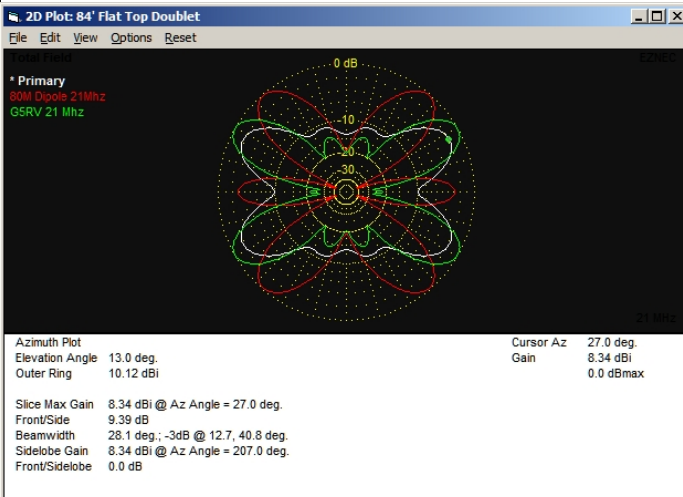 2D Plot: 84' Flat Top Doublet
File Edit View Options Reset
Total Field
EZNEC
* Primary
80M Dipole 21Mhz
G5RV 21 Mhz
0 dB
-10
-20
-30
21 MHz
Azimuth Plot
Elevation Angle 13.0 deg.
Outer Ring 10.12 dBi
Cursor Az 27.0 deg.
Gain 8.34 dBi
0.0 dBmax
Slice Max Gain 8.34 dBi @ Az Angle = 27.0 deg.
Front/Side 9.39 dB
Beamwidth 28.1 deg.; -3dB @ 12.7, 40.8 deg.
Sidelobe Gain 8.34 dBi @ Az Angle = 207.0 deg.
Front/Sidelobe 0.0 dB